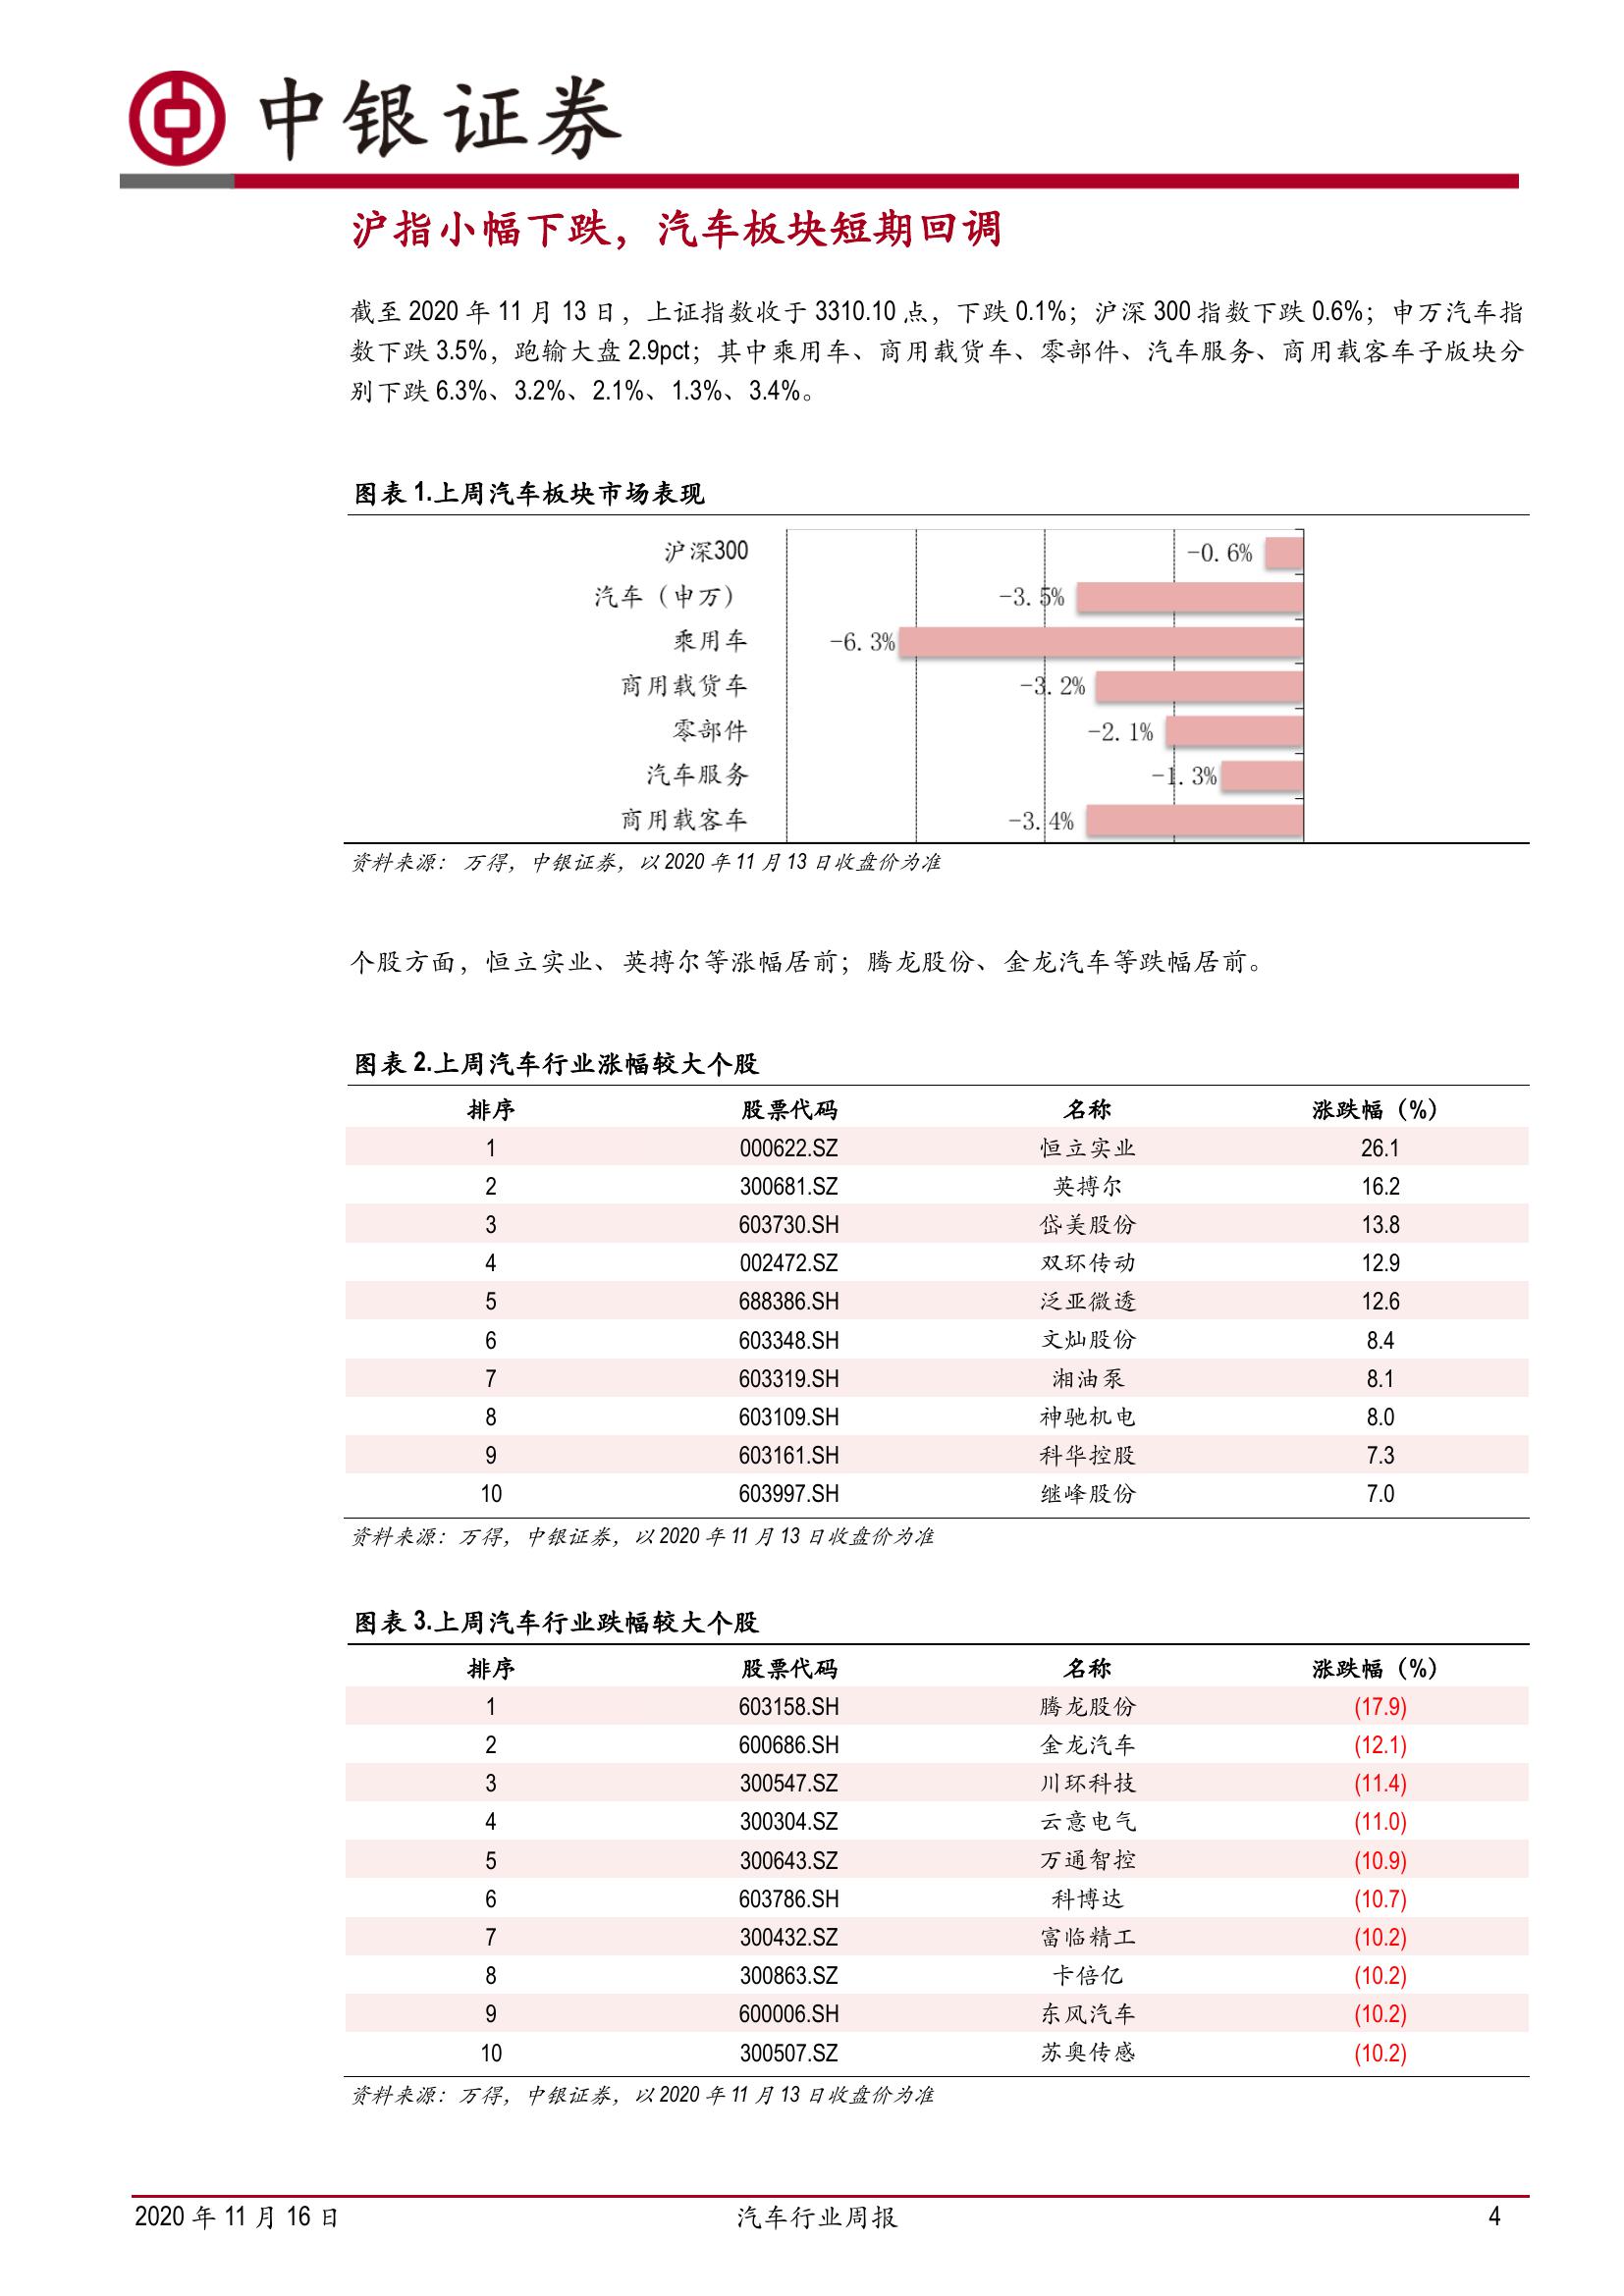 中银证券
沪指小幅下跌，汽车板块短期回调
截至 2020 年 11 月 13 日，上证指数收于 3310.10 点，下跌 0.1%；沪深 300 指数下跌 0.6%；申万汽车指
数下跌 3.5%，跑输大盘 2.9pct；其中乘用车、商用载货车、零部件、汽车服务、商用载客车子版块分
别下跌 6.3%、3.2%、2.1%、1.3%、3.4%。
图表 1.上周汽车板块市场表现
沪深300 -0.6%
汽车（申万） -3.5%
乘用车 -6.3%
商用载货车 -3.2%
零部件 -2.1%
汽车服务 -1.3%
商用载客车 -3.4%
资料来源： 万得，中银证券，以 2020 年 11 月 13 日收盘价为准
个股方面，恒立实业、英搏尔等涨幅居前；腾龙股份、金龙汽车等跌幅居前。
图表 2.上周汽车行业涨幅较大个股
排序 股票代码 名称 涨跌幅（%）
1 000622.SZ 恒立实业 26.1
2 300681.SZ 英搏尔 16.2
3 603730.SH 岱美股份 13.8
4 002472.SZ 双环传动 12.9
5 688386.SH 泛亚微透 12.6
6 603348.SH 文灿股份 8.4
7 603319.SH 湘油泵 8.1
8 603109.SH 神驰机电 8.0
9 603161.SH 科华控股 7.3
10 603997.SH 继峰股份 7.0
资料来源：万得，中银证券，以 2020 年 11 月 13 日收盘价为准
图表 3.上周汽车行业跌幅较大个股
排序 股票代码 名称 涨跌幅（%）
1 603158.SH 腾龙股份 (17.9)
2 600686.SH 金龙汽车 (12.1)
3 300547.SZ 川环科技 (11.4)
4 300304.SZ 云意电气 (11.0)
5 300643.SZ 万通智控 (10.9)
6 603786.SH 科博达 (10.7)
7 300432.SZ 富临精工 (10.2)
8 300863.SZ 卡倍亿 (10.2)
9 600006.SH 东风汽车 (10.2)
10 300507.SZ 苏奥传感 (10.2)
资料来源：万得，中银证券，以 2020 年 11 月 13 日收盘价为准
2020 年 11 月 16 日 汽车行业周报 4